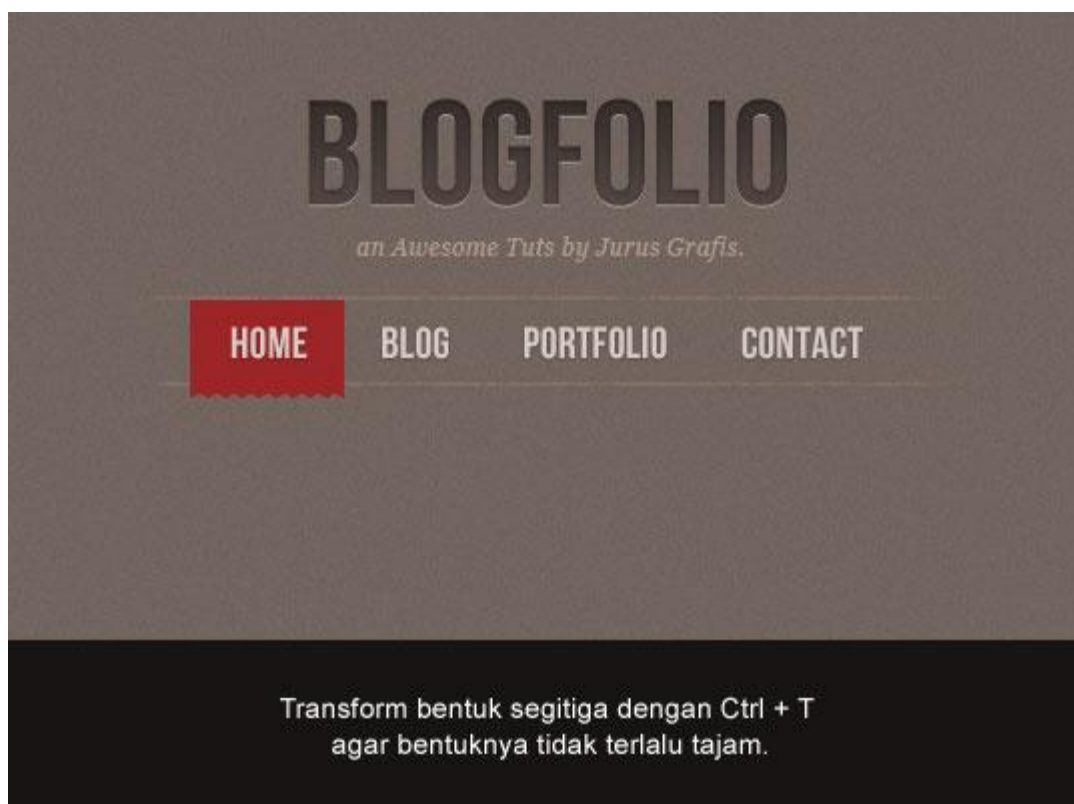 BLOGFOLIO
an Awesome Tuts by Jurus Grafis.
HOME BLOG PORTFOLIO CONTACT
Transform bentuk segitiga dengan Ctrl + T
agar bentuknya tidak terlalu tajam.